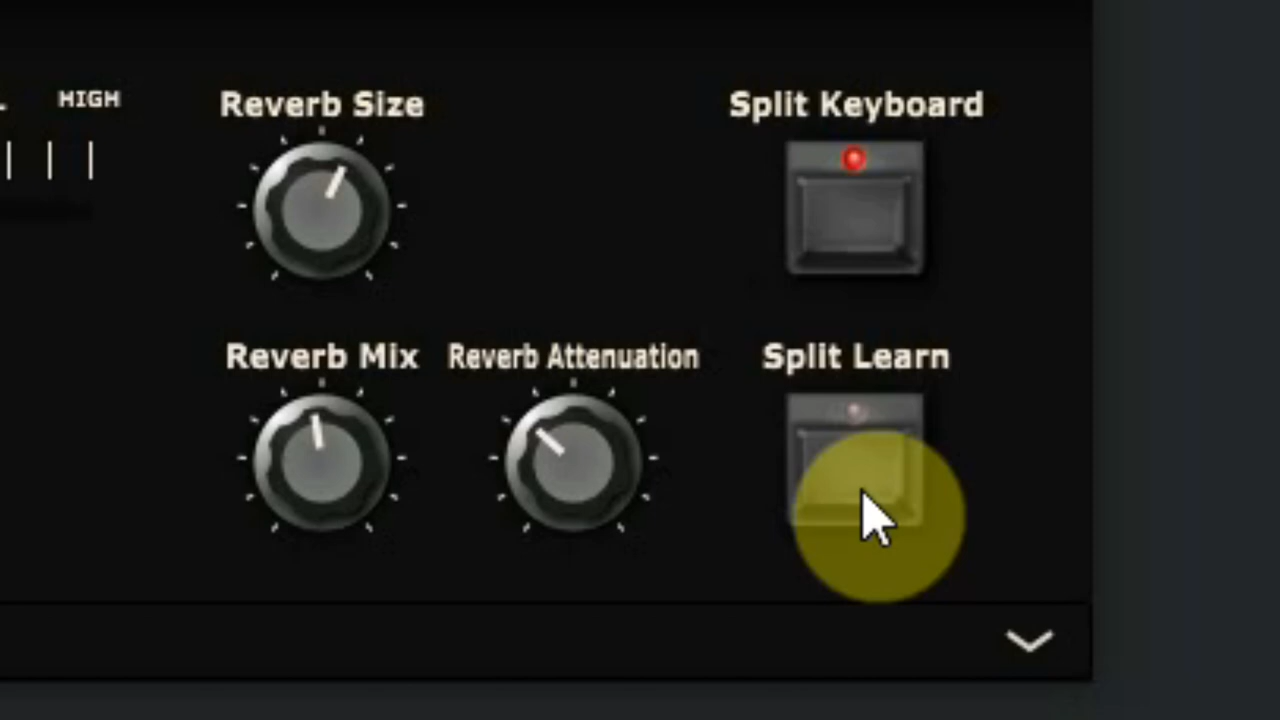 HIGH
Reverb Size
Split Keyboard
Reverb Mix
Reverb Attenuation
Split Learn